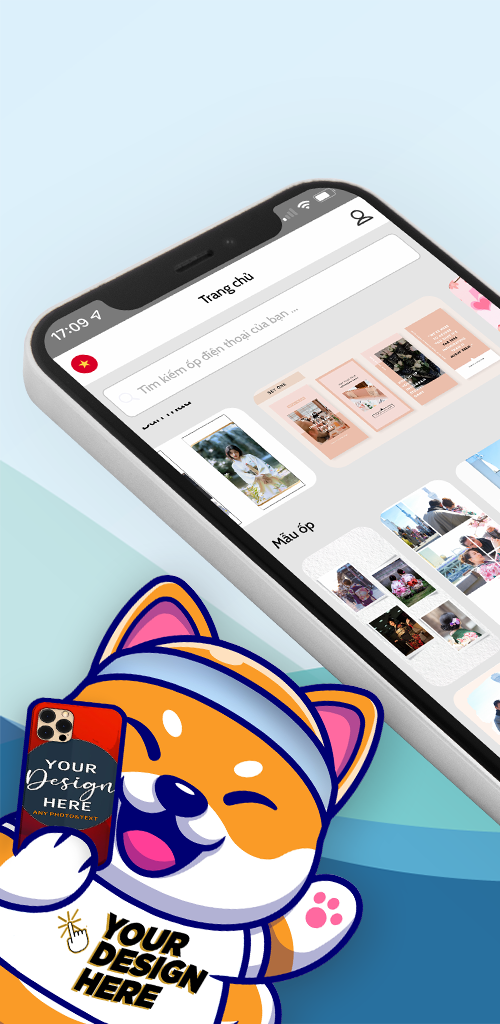 17:09
Trang chủ
Tìm kiếm ốp điện thoại của bạn ...
Mẫu ốp
YOUR
Design
HERE
ANY PHOTO&TEXT
YOUR
DESIGN
HERE